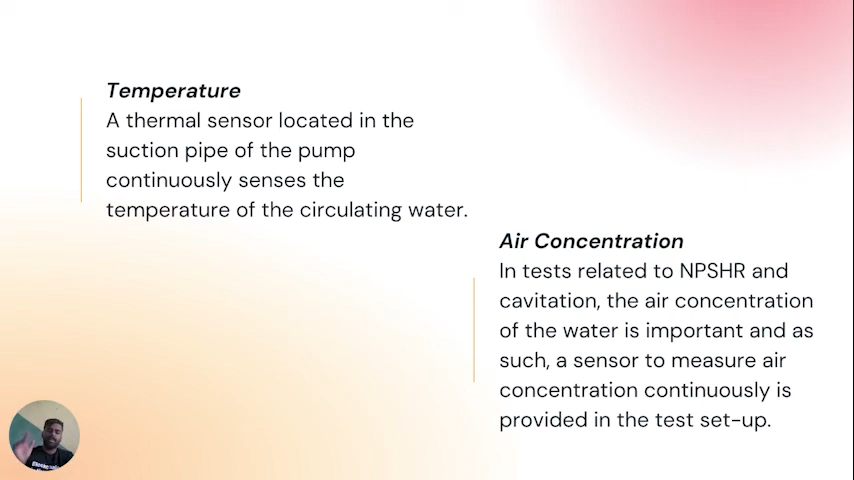 Temperature
A thermal sensor located in the
suction pipe of the pump
continuously senses the
temperature of the circulating water.
Air Concentration
In tests related to NPSHR and
cavitation, the air concentration
of the water is important and as
such, a sensor to measure air
concentration continuously is
provided in the test set-up.